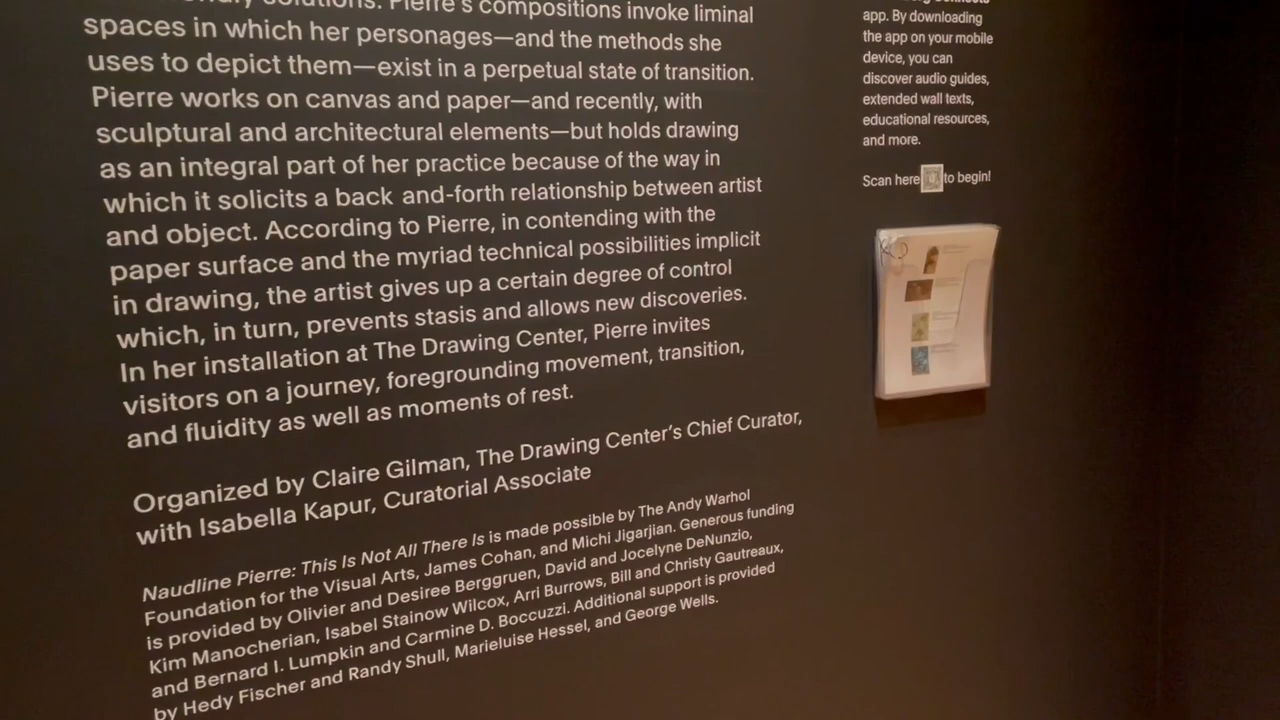 solutions. Pierre's compositions invoke liminal
spaces in which her personages—and the methods she
uses to depict them—exist in a perpetual state of transition.
Pierre works on canvas and paper—and recently, with
sculptural and architectural elements—but holds drawing
as an integral part of her practice because of the way in
which it solicits a back and-forth relationship between artist
and object. According to Pierre, in contending with the
paper surface and the myriad technical possibilities implicit
in drawing, the artist gives up a certain degree of control
which, in turn, prevents stasis and allows new discoveries.
In her installation at The Drawing Center, Pierre invites
visitors on a journey, foregrounding movement, transition,
and fluidity as well as moments of rest.
Organized by Claire Gilman, The Drawing Center's Chief Curator,
with Isabella Kapur, Curatorial Associate
Naudline Pierre: This Is Not All There Is is made possible by The Andy Warhol
Foundation for the Visual Arts, James Cohan, and Michi Jigarjian. Generous funding
is provided by Olivier and Desiree Berggruen, David and Jocelyne DeNunzio,
Kim Manocherian, Isabel Stainow Wilcox, Arri Burrows, Bill and Christy Gautreaux,
and Bernard I. Lumpkin and Carmine D. Boccuzzi. Additional support is provided
by Hedy Fischer and Randy Shull, Marieluise Hessel, and George Wells.
app. By downloading
the app on your mobile
device, you can
discover audio guides,
extended wall texts,
educational resources,
and more.
Scan here to begin!